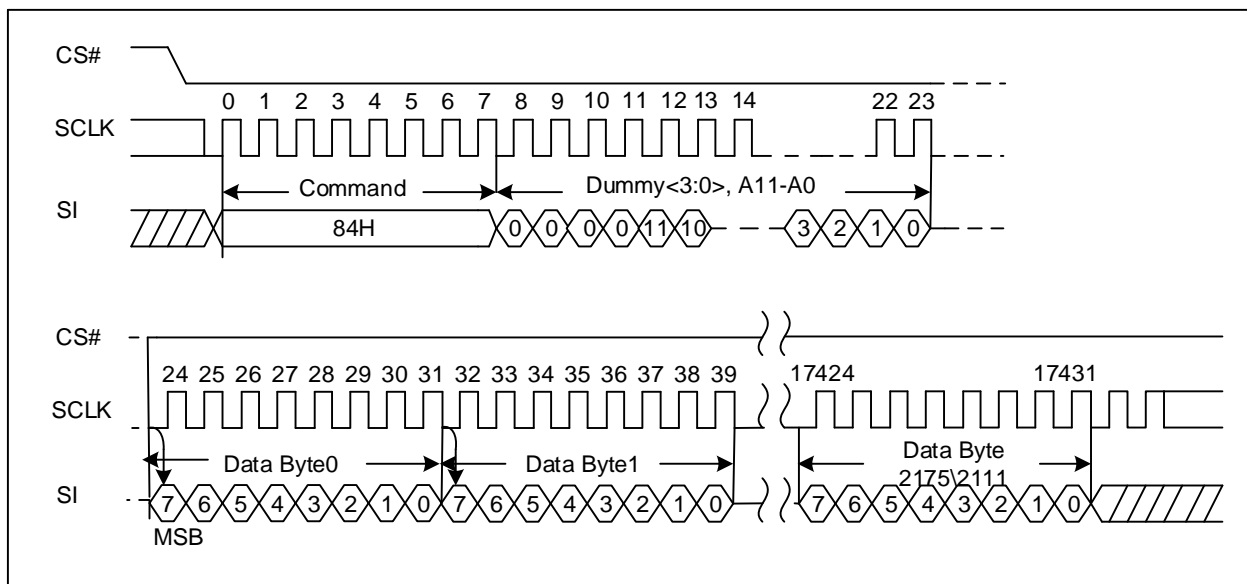 CS#
0 1 2 3 4 5 6 7 8 9 10 11 12 13 14 22 23
SCLK
Command Dummy<3:0>, A11-A0
SI
84H 0 0 0 0 11 10 3 2 1 0
CS#
24 25 26 27 28 29 30 31 32 33 34 35 36 37 38 39 17424 17431
SCLK
Data Byte0 Data Byte1 Data Byte
2175\2111
SI 7 6 5 4 3 2 1 0 7 6 5 4 3 2 1 0 7 6 5 4 3 2 1 0
MSB